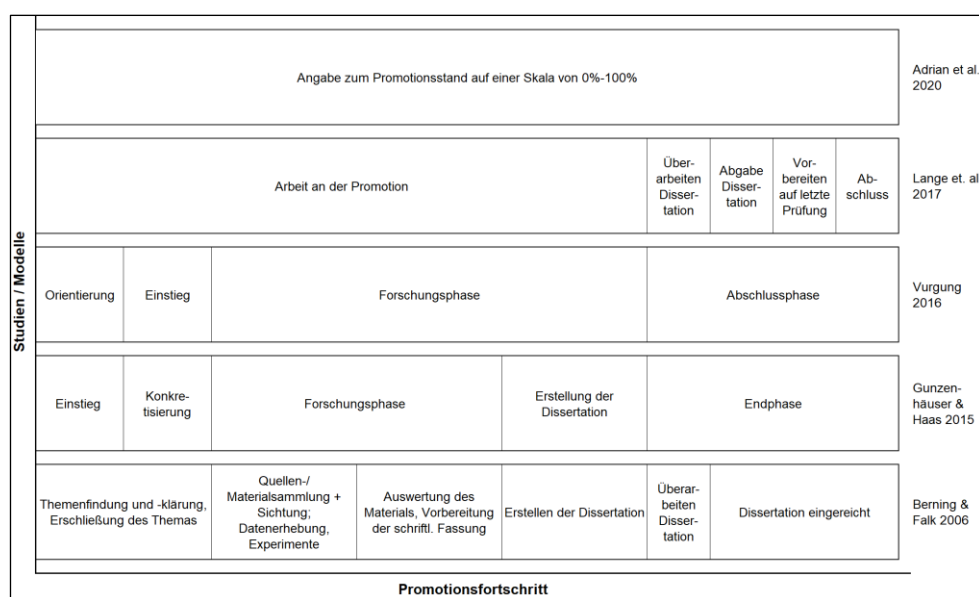 Angabe zum Promotionsstand auf einer Skala von 0%-100%
Adrian et al.
2020
Arbeit an der Promotion
Über-
arbeiten
Disser-
tation
Abgabe
Disser-
tation
Vor-
bereiten
auf letzte
Prüfung
Ab-
schluss
Lange et. al
2017
Orientierung
Einstieg
Forschungsphase
Abschlussphase
Vurgung
2016
Einstieg
Konkre-
tisierung
Forschungsphase
Erstellung der
Dissertation
Endphase
Gunzen-
häuser &
Haas 2015
Themenfindung und -klärung,
Erschließung des Themas
Quellen-/
Materialsammlung +
Sichtung;
Datenerhebung,
Experimente
Auswertung des
Materials, Vorbereitung
der schriftl. Fassung
Erstellen der Dissertation
Überar-
beiten
Disser-
tation
Dissertation eingereicht
Berning &
Falk 2006
Studien / Modelle
Promotionsfortschritt